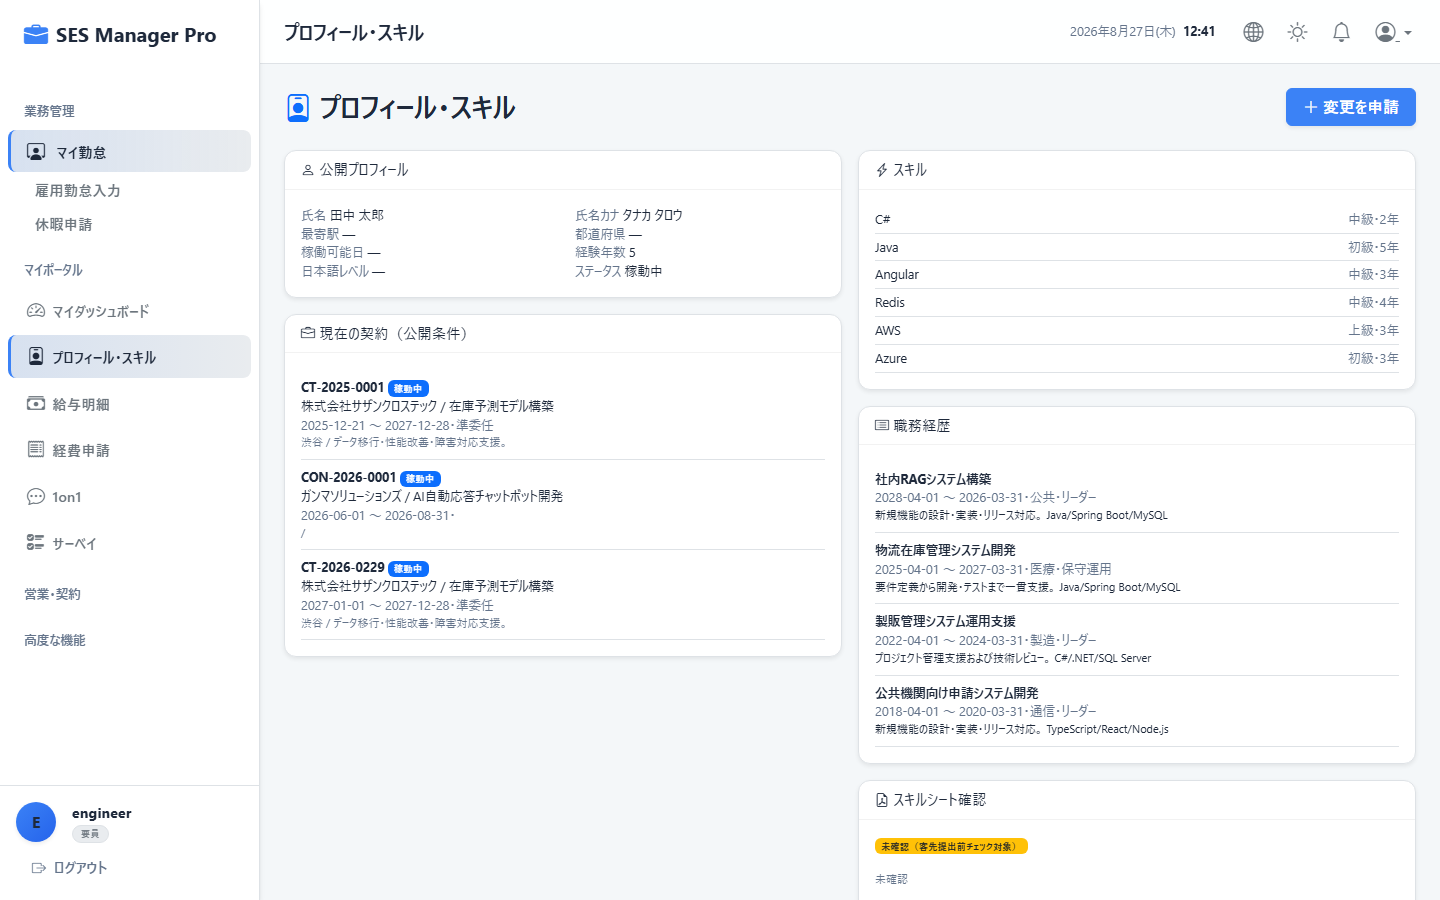 SES Manager Pro
プロフィール・スキル
2026年8月27日(木) 12:41
業務管理
マイ勤怠
雇用勤怠入力
休暇申請
マイポータル
マイダッシュボード
プロフィール・スキル
給与明細
経費申請
1on1
サーベイ
営業・契約
高度な機能
E
engineer
要員
ログアウト
プロフィール・スキル
変更を申請
公開プロフィール
氏名 田中 太郎
氏名カナ タナカ タロウ
最寄駅 —
都道府県 —
稼働可能日 —
経験年数 5
日本語レベル —
ステータス 稼動中
現在の契約（公開条件）
CT-2025-0001 稼動中
株式会社サザンクロステック / 在庫予測モデル構築
2025-12-21 ～ 2027-12-28・準委任
渋谷 / データ移行・性能改善・障害対応支援。
CON-2026-0001 稼動中
ガンマソリューションズ / AI自動応答チャットボット開発
2026-06-01 ～ 2026-08-31・
/
CT-2026-0229 稼動中
株式会社サザンクロステック / 在庫予測モデル構築
2027-01-01 ～ 2027-12-28・準委任
渋谷 / データ移行・性能改善・障害対応支援。
スキル
C# 中級・2年
Java 初級・5年
Angular 中級・3年
Redis 中級・4年
AWS 上級・3年
Azure 初級・3年
職務経歴
社内RAGシステム構築
2028-04-01 ～ 2026-03-31・公共・リーダー
新規機能の設計・実装・リリース対応。Java/Spring Boot/MySQL
物流在庫管理システム開発
2025-04-01 ～ 2027-03-31・医療・保守運用
要件定義から開発・テストまで一貫支援。Java/Spring Boot/MySQL
製販管理システム運用支援
2022-04-01 ～ 2024-03-31・製造・リーダー
プロジェクト管理支援および技術レビュー。C#/.NET/SQL Server
公共機関向け申請システム開発
2018-04-01 ～ 2020-03-31・通信・リーダー
新規機能の設計・実装・リリース対応。TypeScript/React/Node.js
スキルシート確認
未確認（客先提出前チェック対象）
未確認